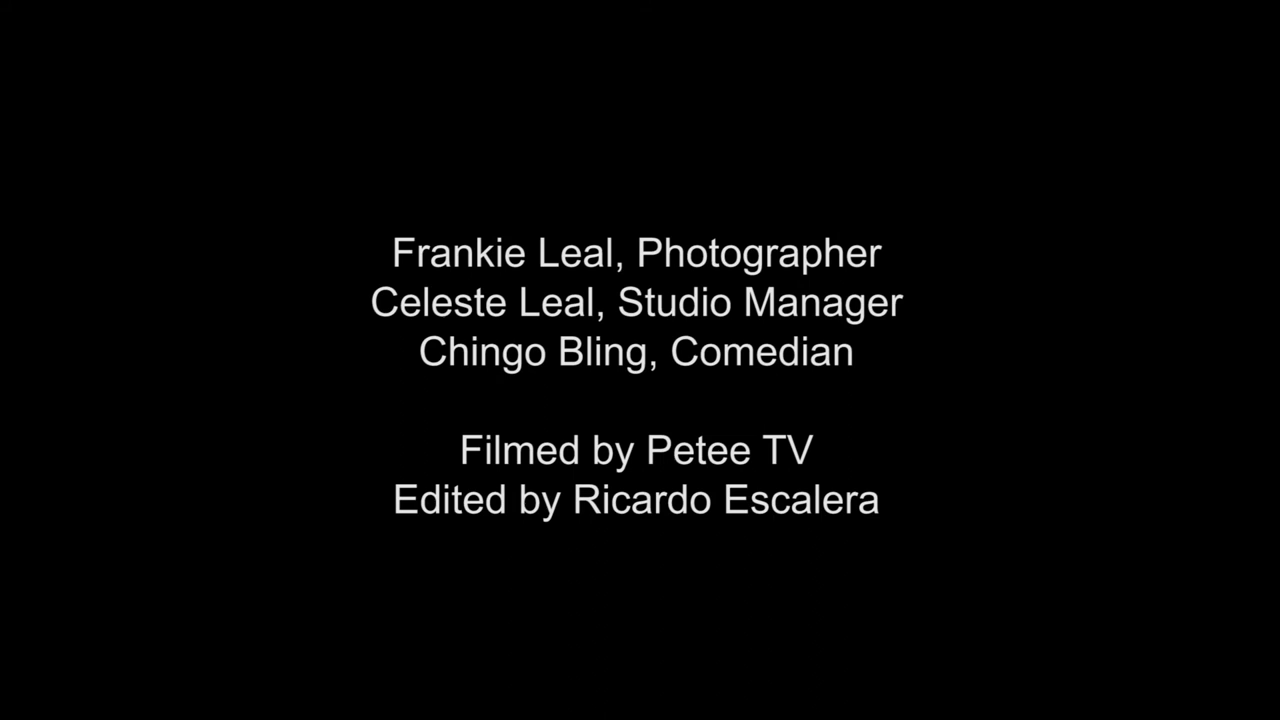 Frankie Leal, Photographer
Celeste Leal, Studio Manager
Chingo Bling, Comedian
Filmed by Petee TV
Edited by Ricardo Escalera